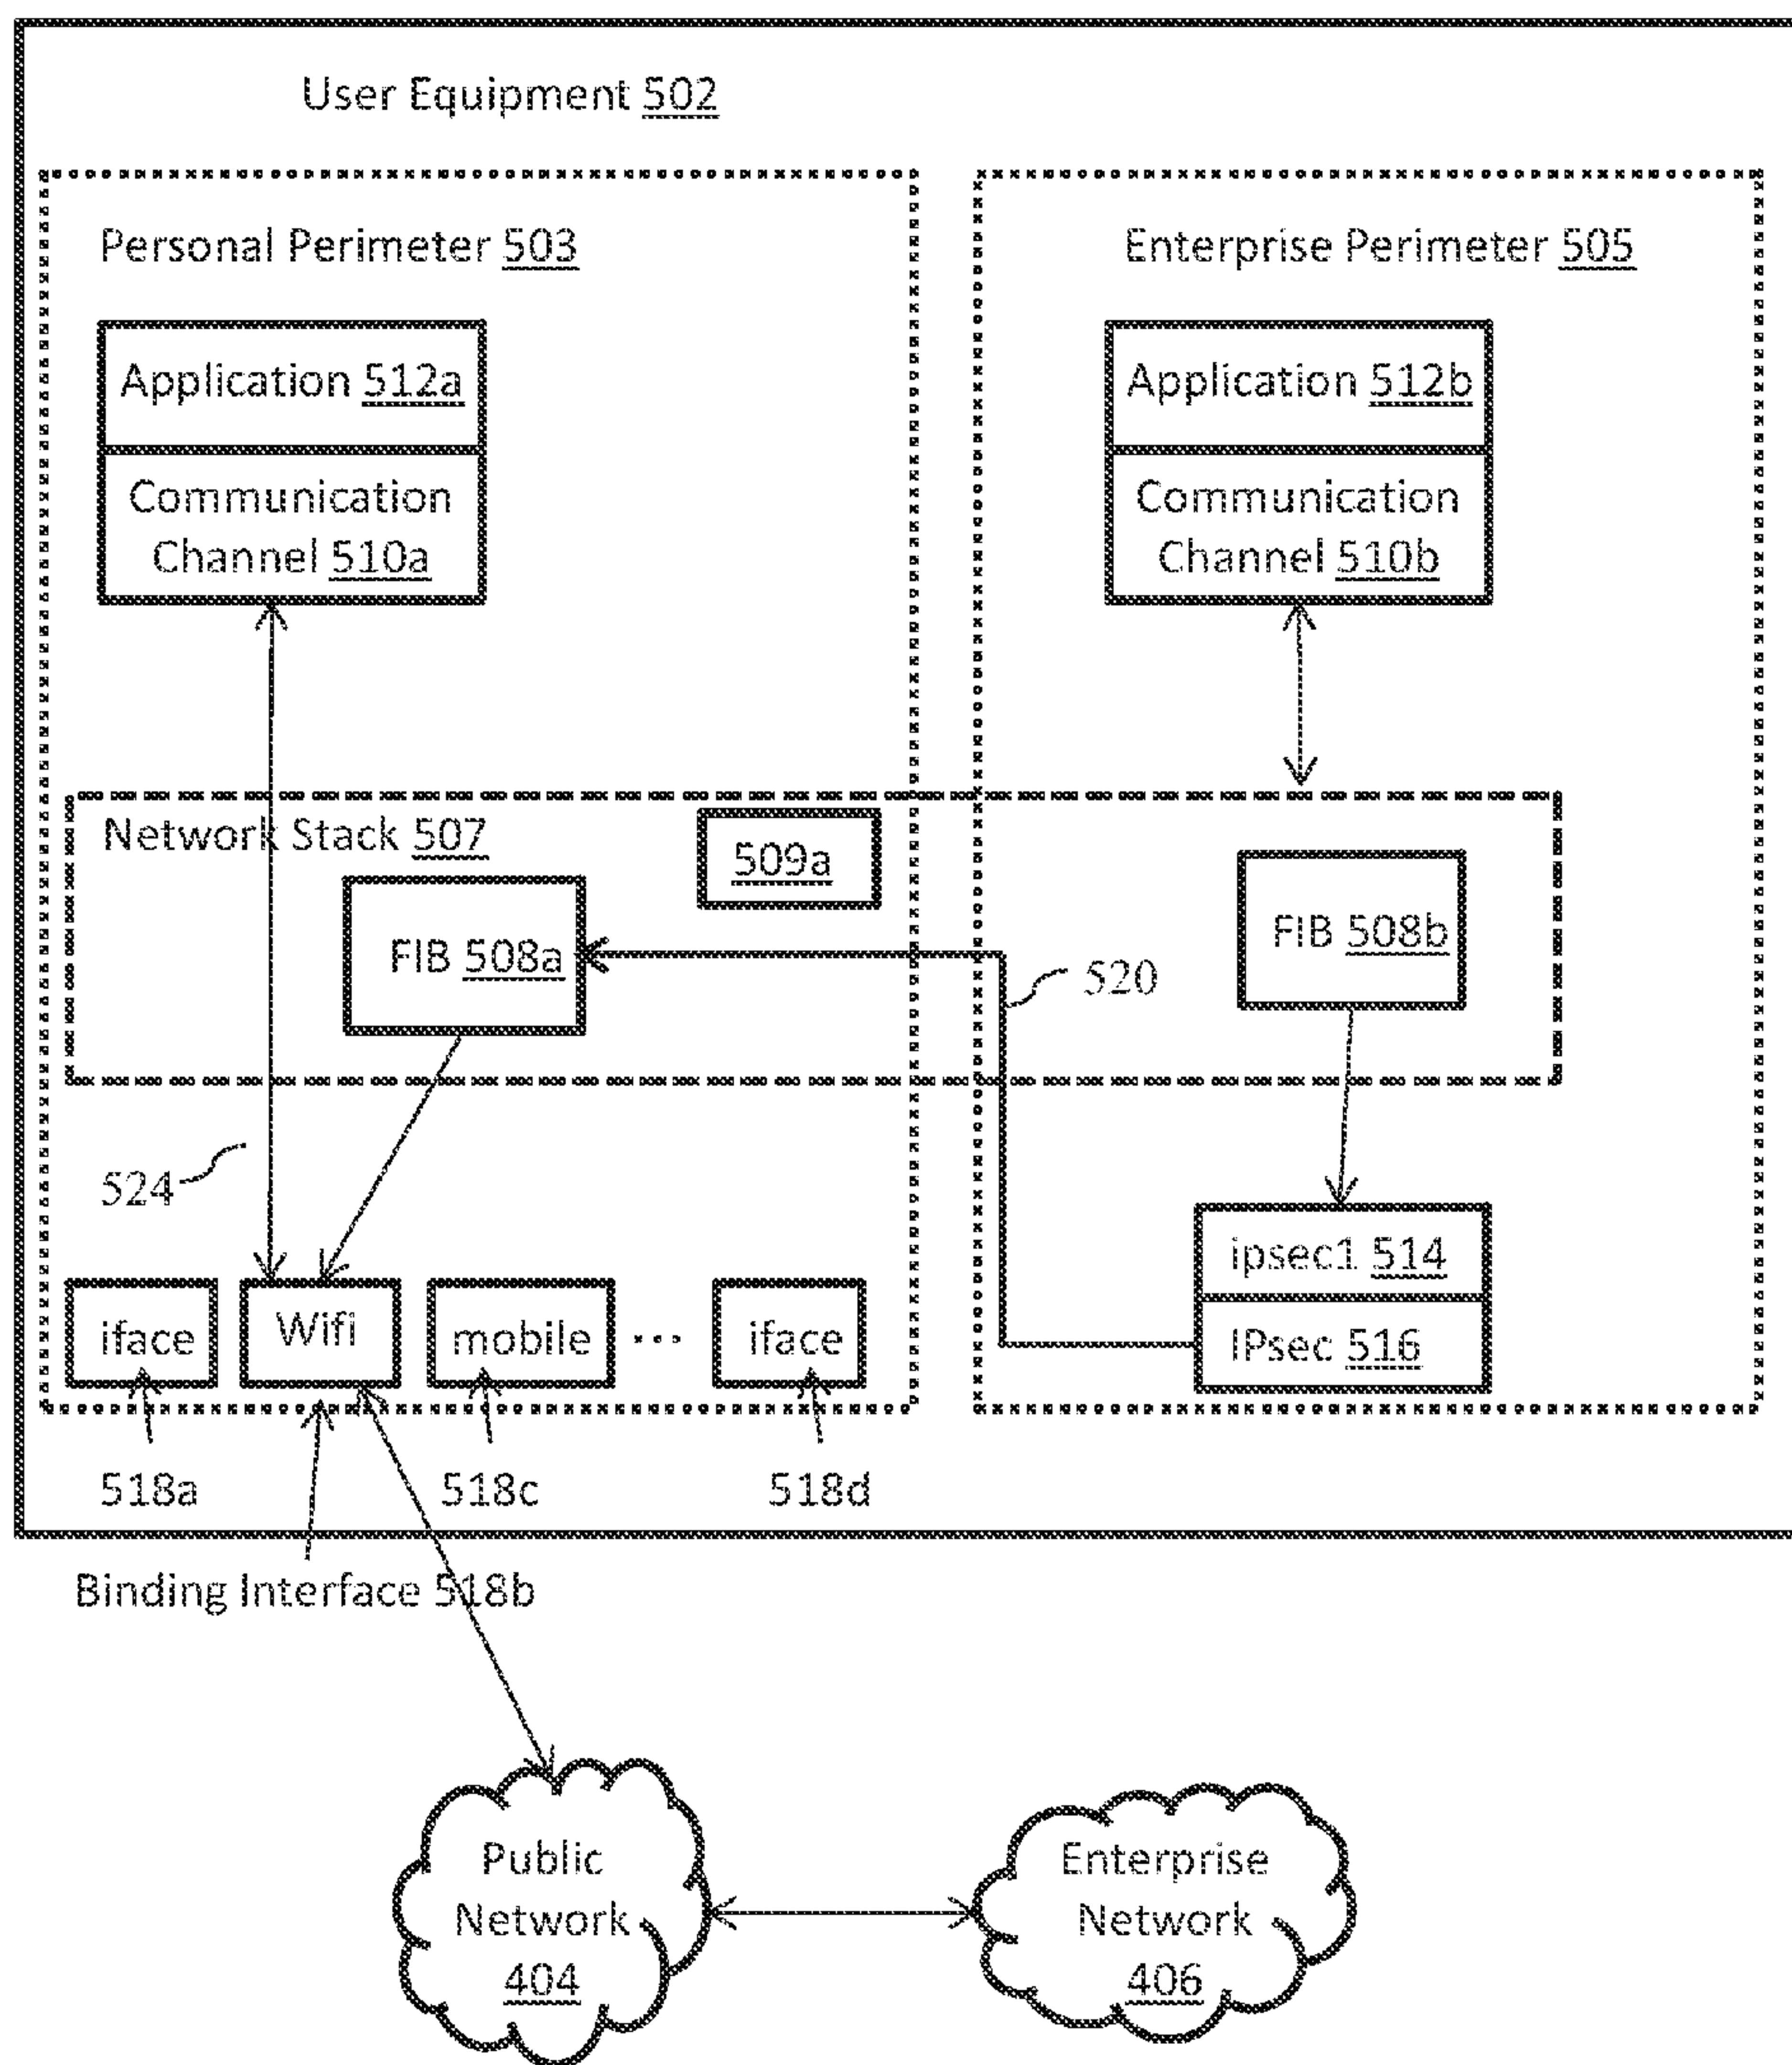 User Equipment 502
Personal Perimeter 503
Enterprise Perimeter 505
Application 512a
Communication
Channel 510a
Application 512b
Communication
Channel 510b
Network Stack 507
509a
FIB 508a
FIB 508b
520
524
ipsec1 514
IPsec 516
iface
Wifi
mobile
...
iface
518a
518c
518d
Binding Interface 518b
Public
Network
404
Enterprise
Network
406